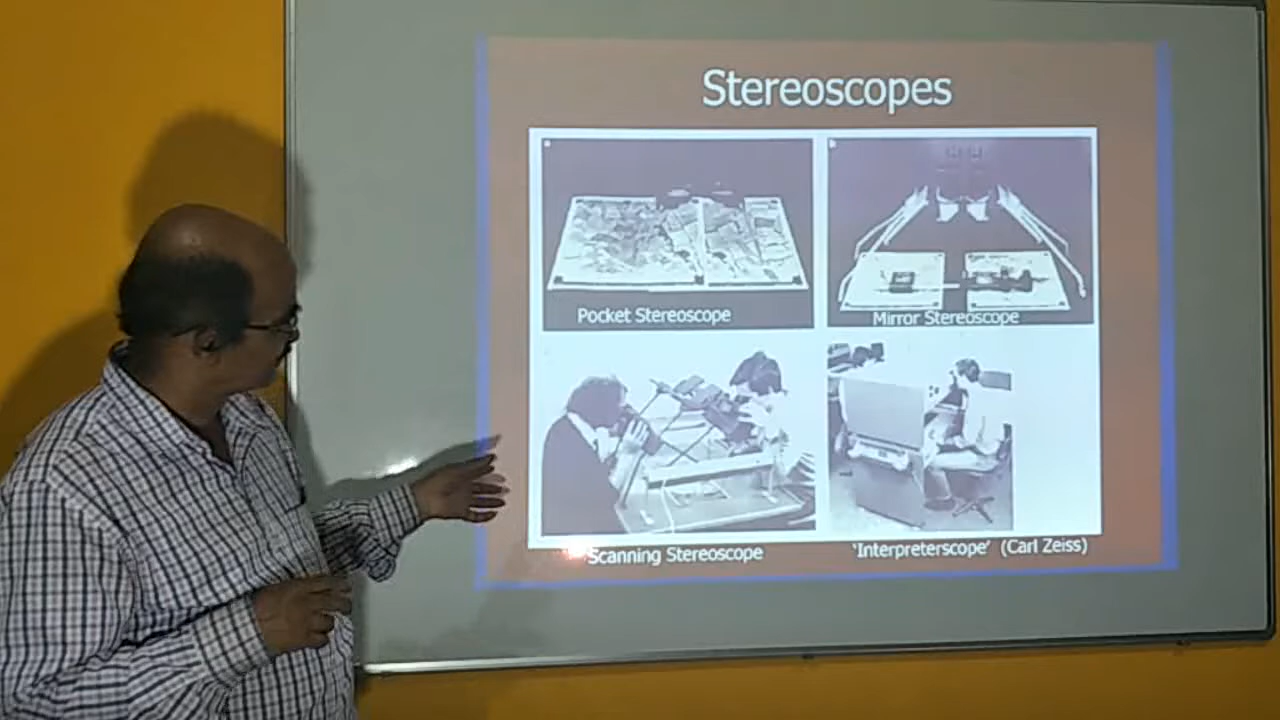 Stereoscopes
Pocket Stereoscope
Mirror Stereoscope
Scanning Stereoscope
'Interpreterscope' (Carl Zeiss)